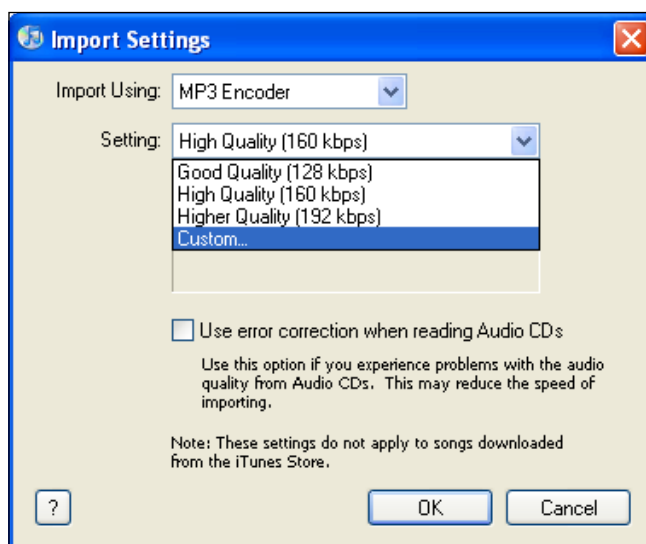 Import Settings
Import Using: MP3 Encoder
Setting: High Quality (160 kbps)
Good Quality (128 kbps)
High Quality (160 kbps)
Higher Quality (192 kbps)
Custom...
Use error correction when reading Audio CDs
Use this option if you experience problems with the audio
quality from Audio CDs. This may reduce the speed of
importing.
Note: These settings do not apply to songs downloaded
from the iTunes Store.
? OK Cancel